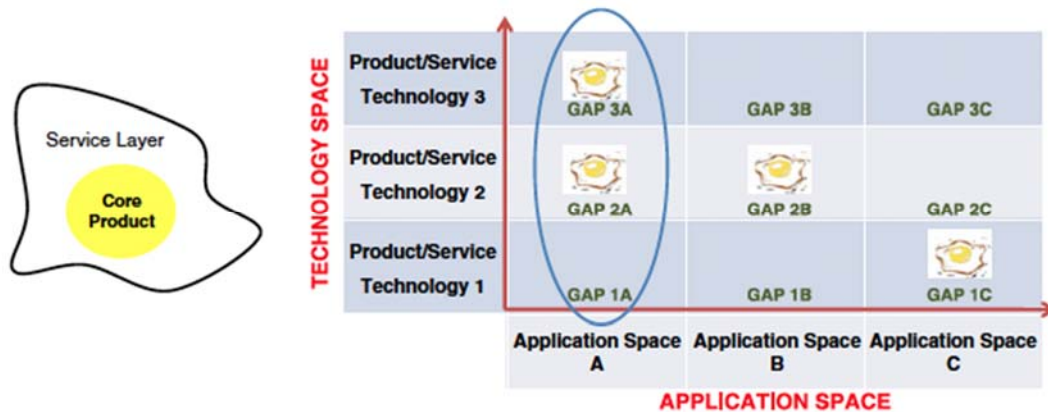 Service Layer
Core
Product
TECHNOLOGY SPACE
Product/Service
Technology 3
GAP 3A
GAP 3B
GAP 3C
Product/Service
Technology 2
GAP 2A
GAP 2B
GAP 2C
Product/Service
Technology 1
GAP 1A
GAP 1B
GAP 1C
Application Space
A
Application Space
B
Application Space
C
APPLICATION SPACE